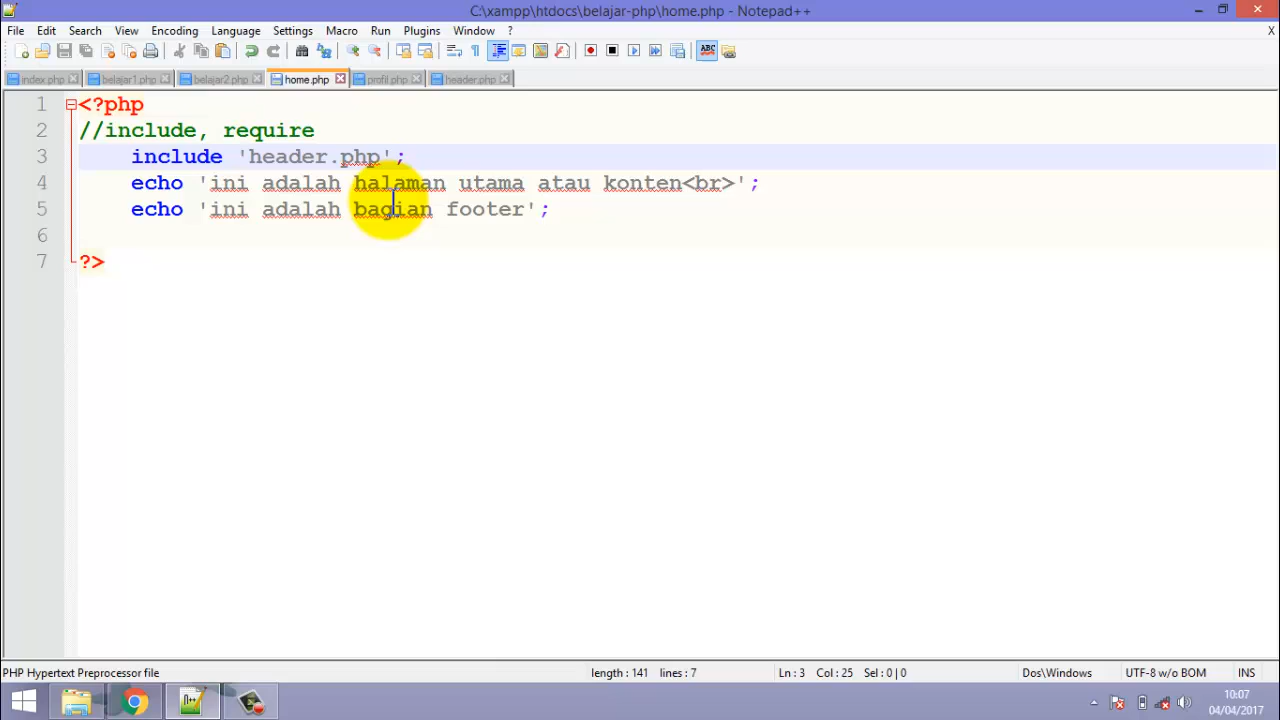 C:\xampp\htdocs\belajar-php\home.php - Notepad++
File Edit Search View Encoding Language Settings Macro Run Plugins Window ? X
ABC
index.php belajar1.php belajar2.php home.php profil.php header.php
1 <?php
2 //include, require
3 include 'header.php';
4 echo 'ini adalah halaman utama atau konten<br>';
5 echo 'ini adalah bagian footer';
6
7 ?>
PHP Hypertext Preprocessor file length : 141 lines : 7 Ln : 3 Col : 25 Sel : 0 | 0 Dos\Windows UTF-8 w/o BOM INS
10:07
04/04/2017